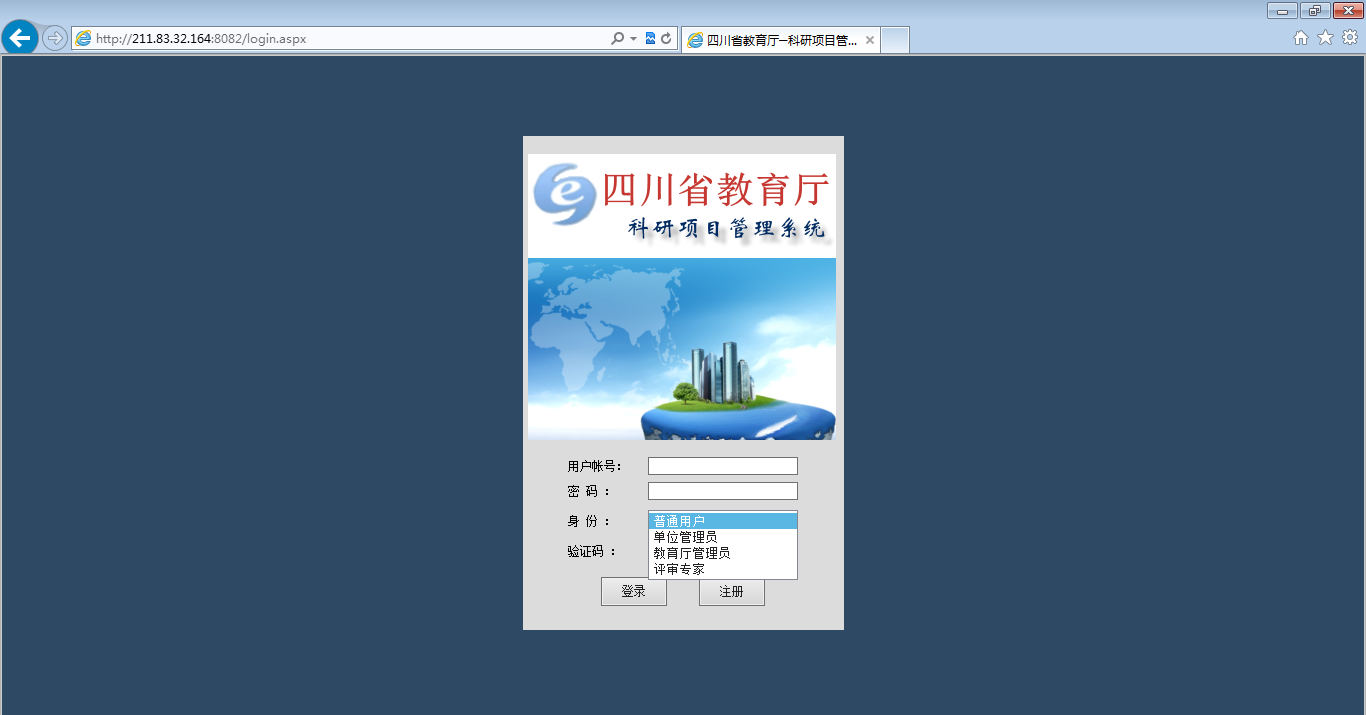 http://211.83.32.164:8082/login.aspx
四川省教育厅--科研项目管...
四川省教育厅
科研项目管理系统
用户帐号：
密 码 ：
身 份 ：
普通用户
单位管理员
教育厅管理员
评审专家
验证码 ：
登录
注册